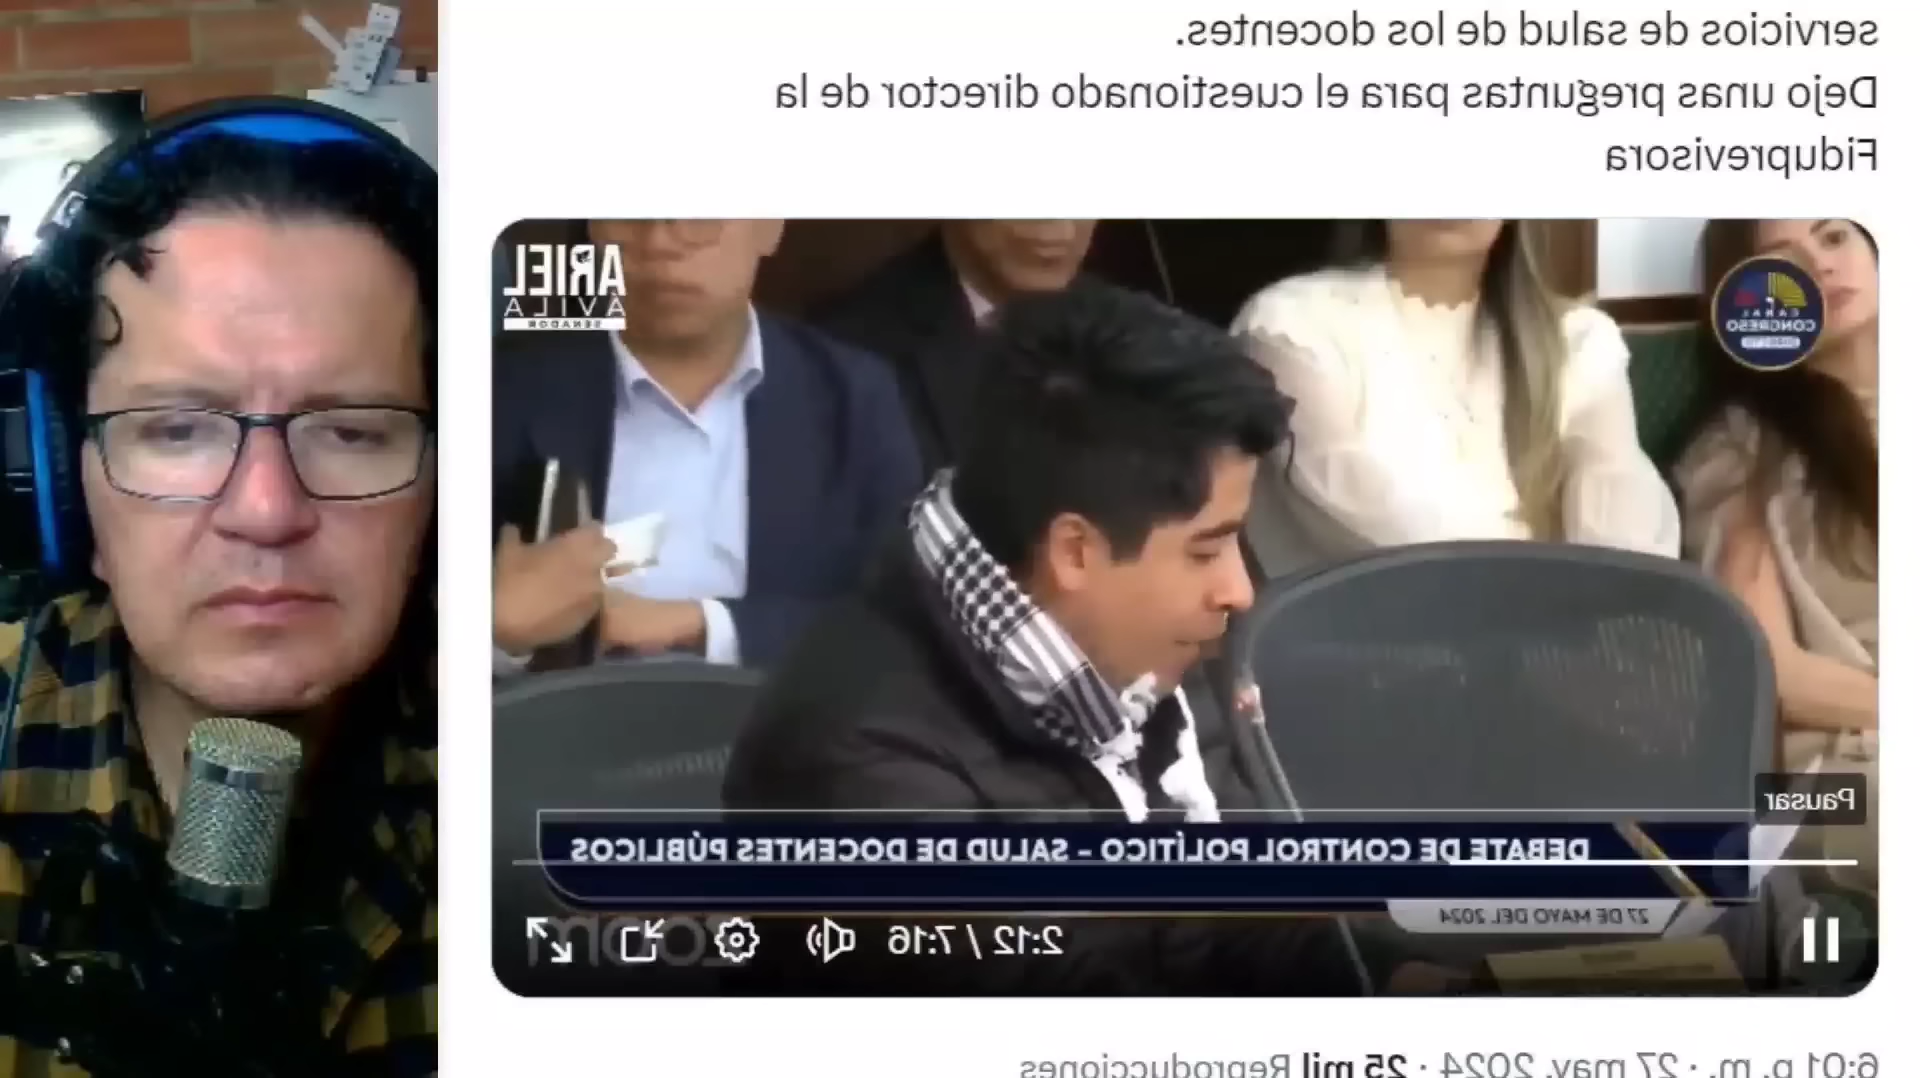 servicios de salud de los docentes.
Dejo unas preguntas para el cuestionado director de la
Fiduprevisora
ARIEL
ÁVILA
SENADOR
CANAL
CONGRESO
Pausar
DEBATE DE CONTROL POLÍTICO - SALUD DE DOCENTES PÚBLICOS
27 DE MAYO DEL 2024
2:12 / 7:16
zoom
6:01 p. m. · 27 may. 2024 · 25 mil Reproducciones